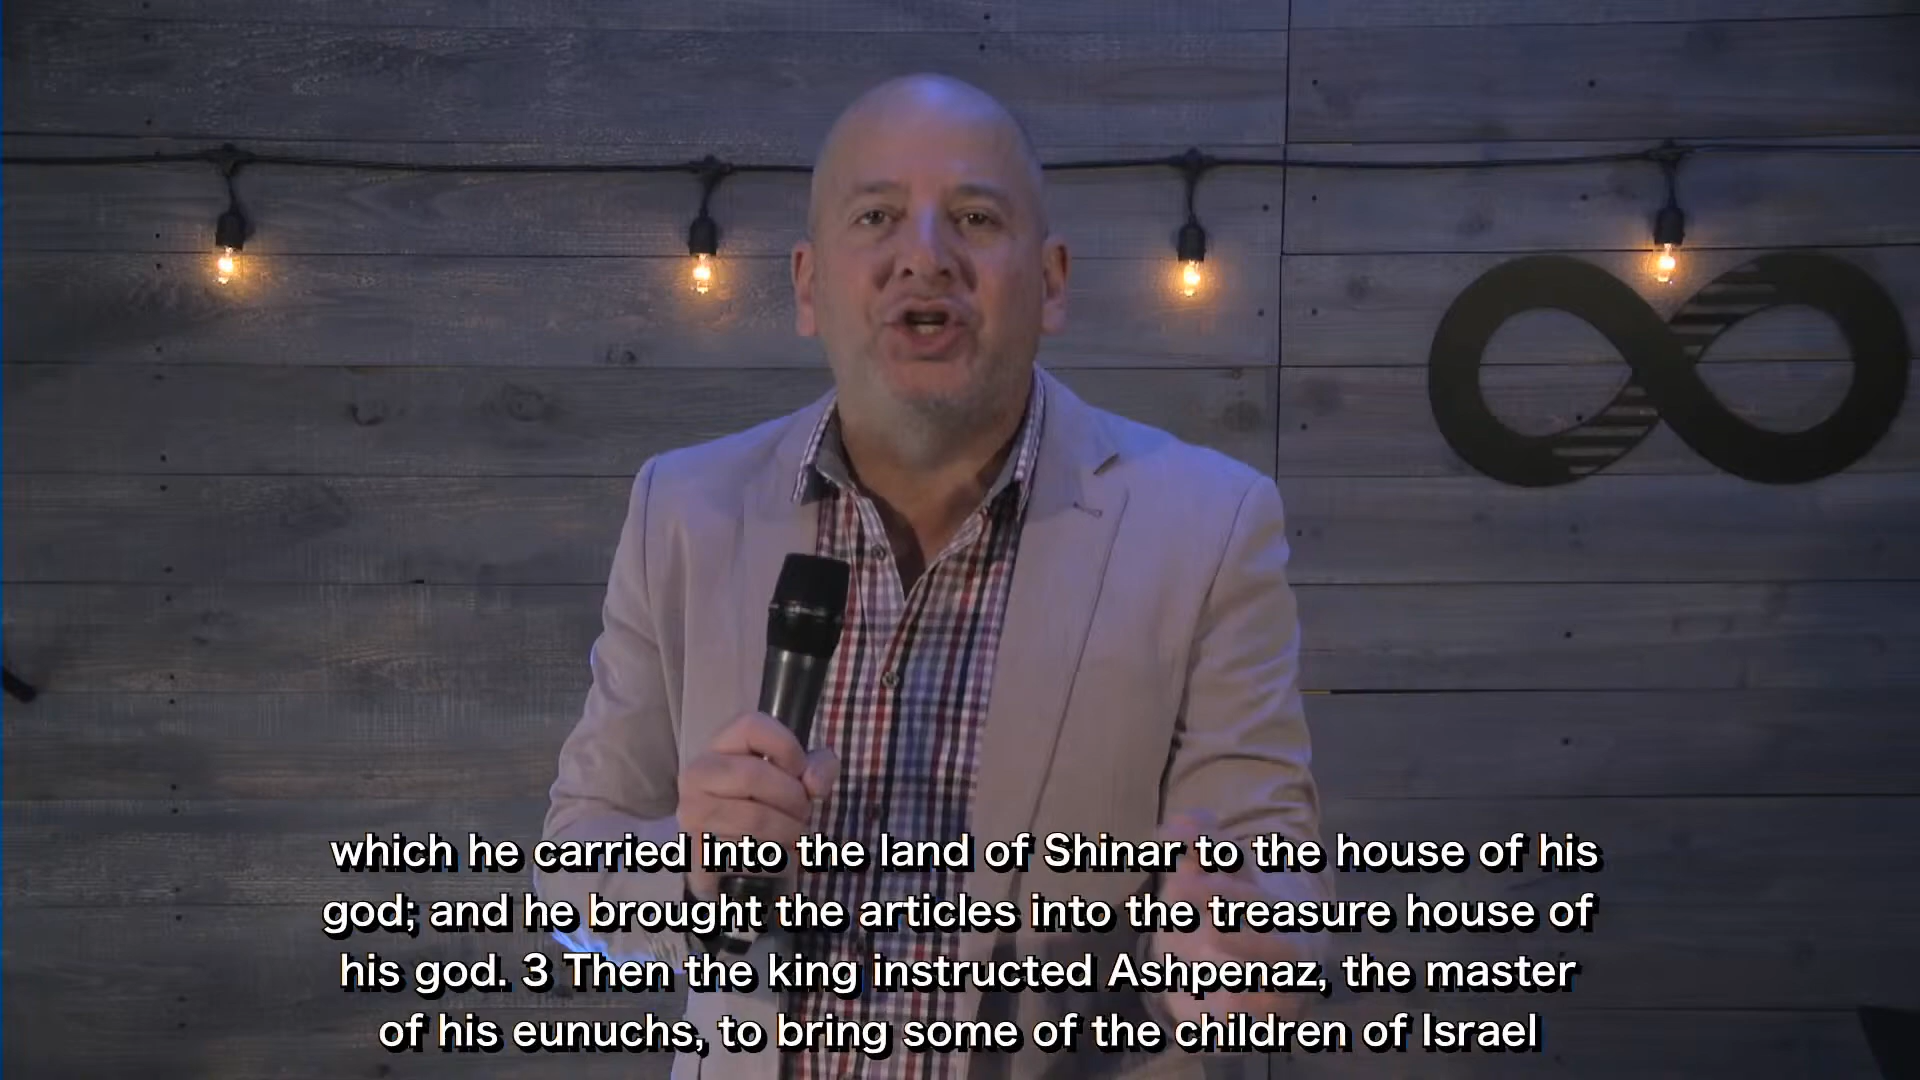 which he carried into the land of Shinar to the house of his
god; and he brought the articles into the treasure house of
his god. 3 Then the king instructed Ashpenaz, the master
of his eunuchs, to bring some of the children of Israel